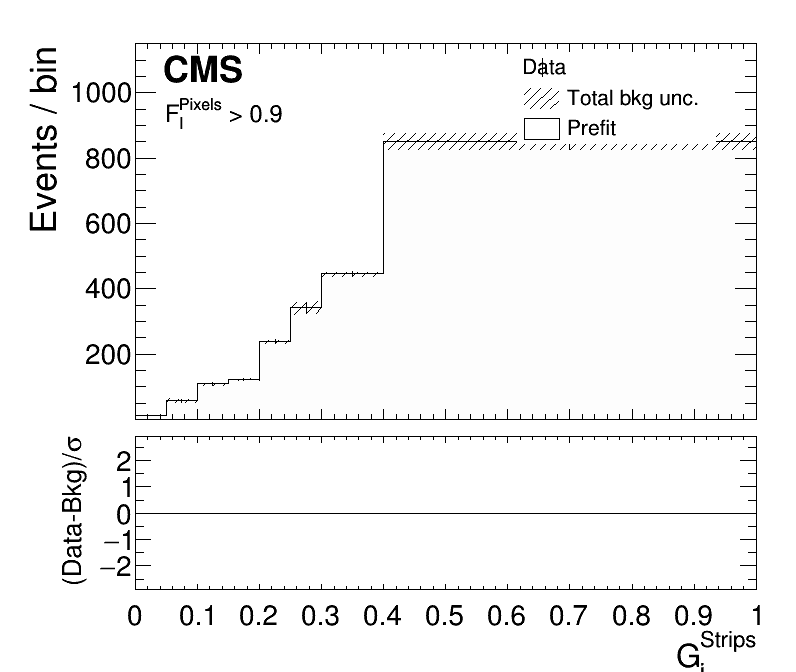 CMS
F_l^Pixels > 0.9
Data
Total bkg unc.
Prefit
Events / bin
1000
800
600
400
200
(Data-Bkg)/σ
2
1
0
−1
−2
0 0.1 0.2 0.3 0.4 0.5 0.6 0.7 0.8 0.9 1
G_i^Strips